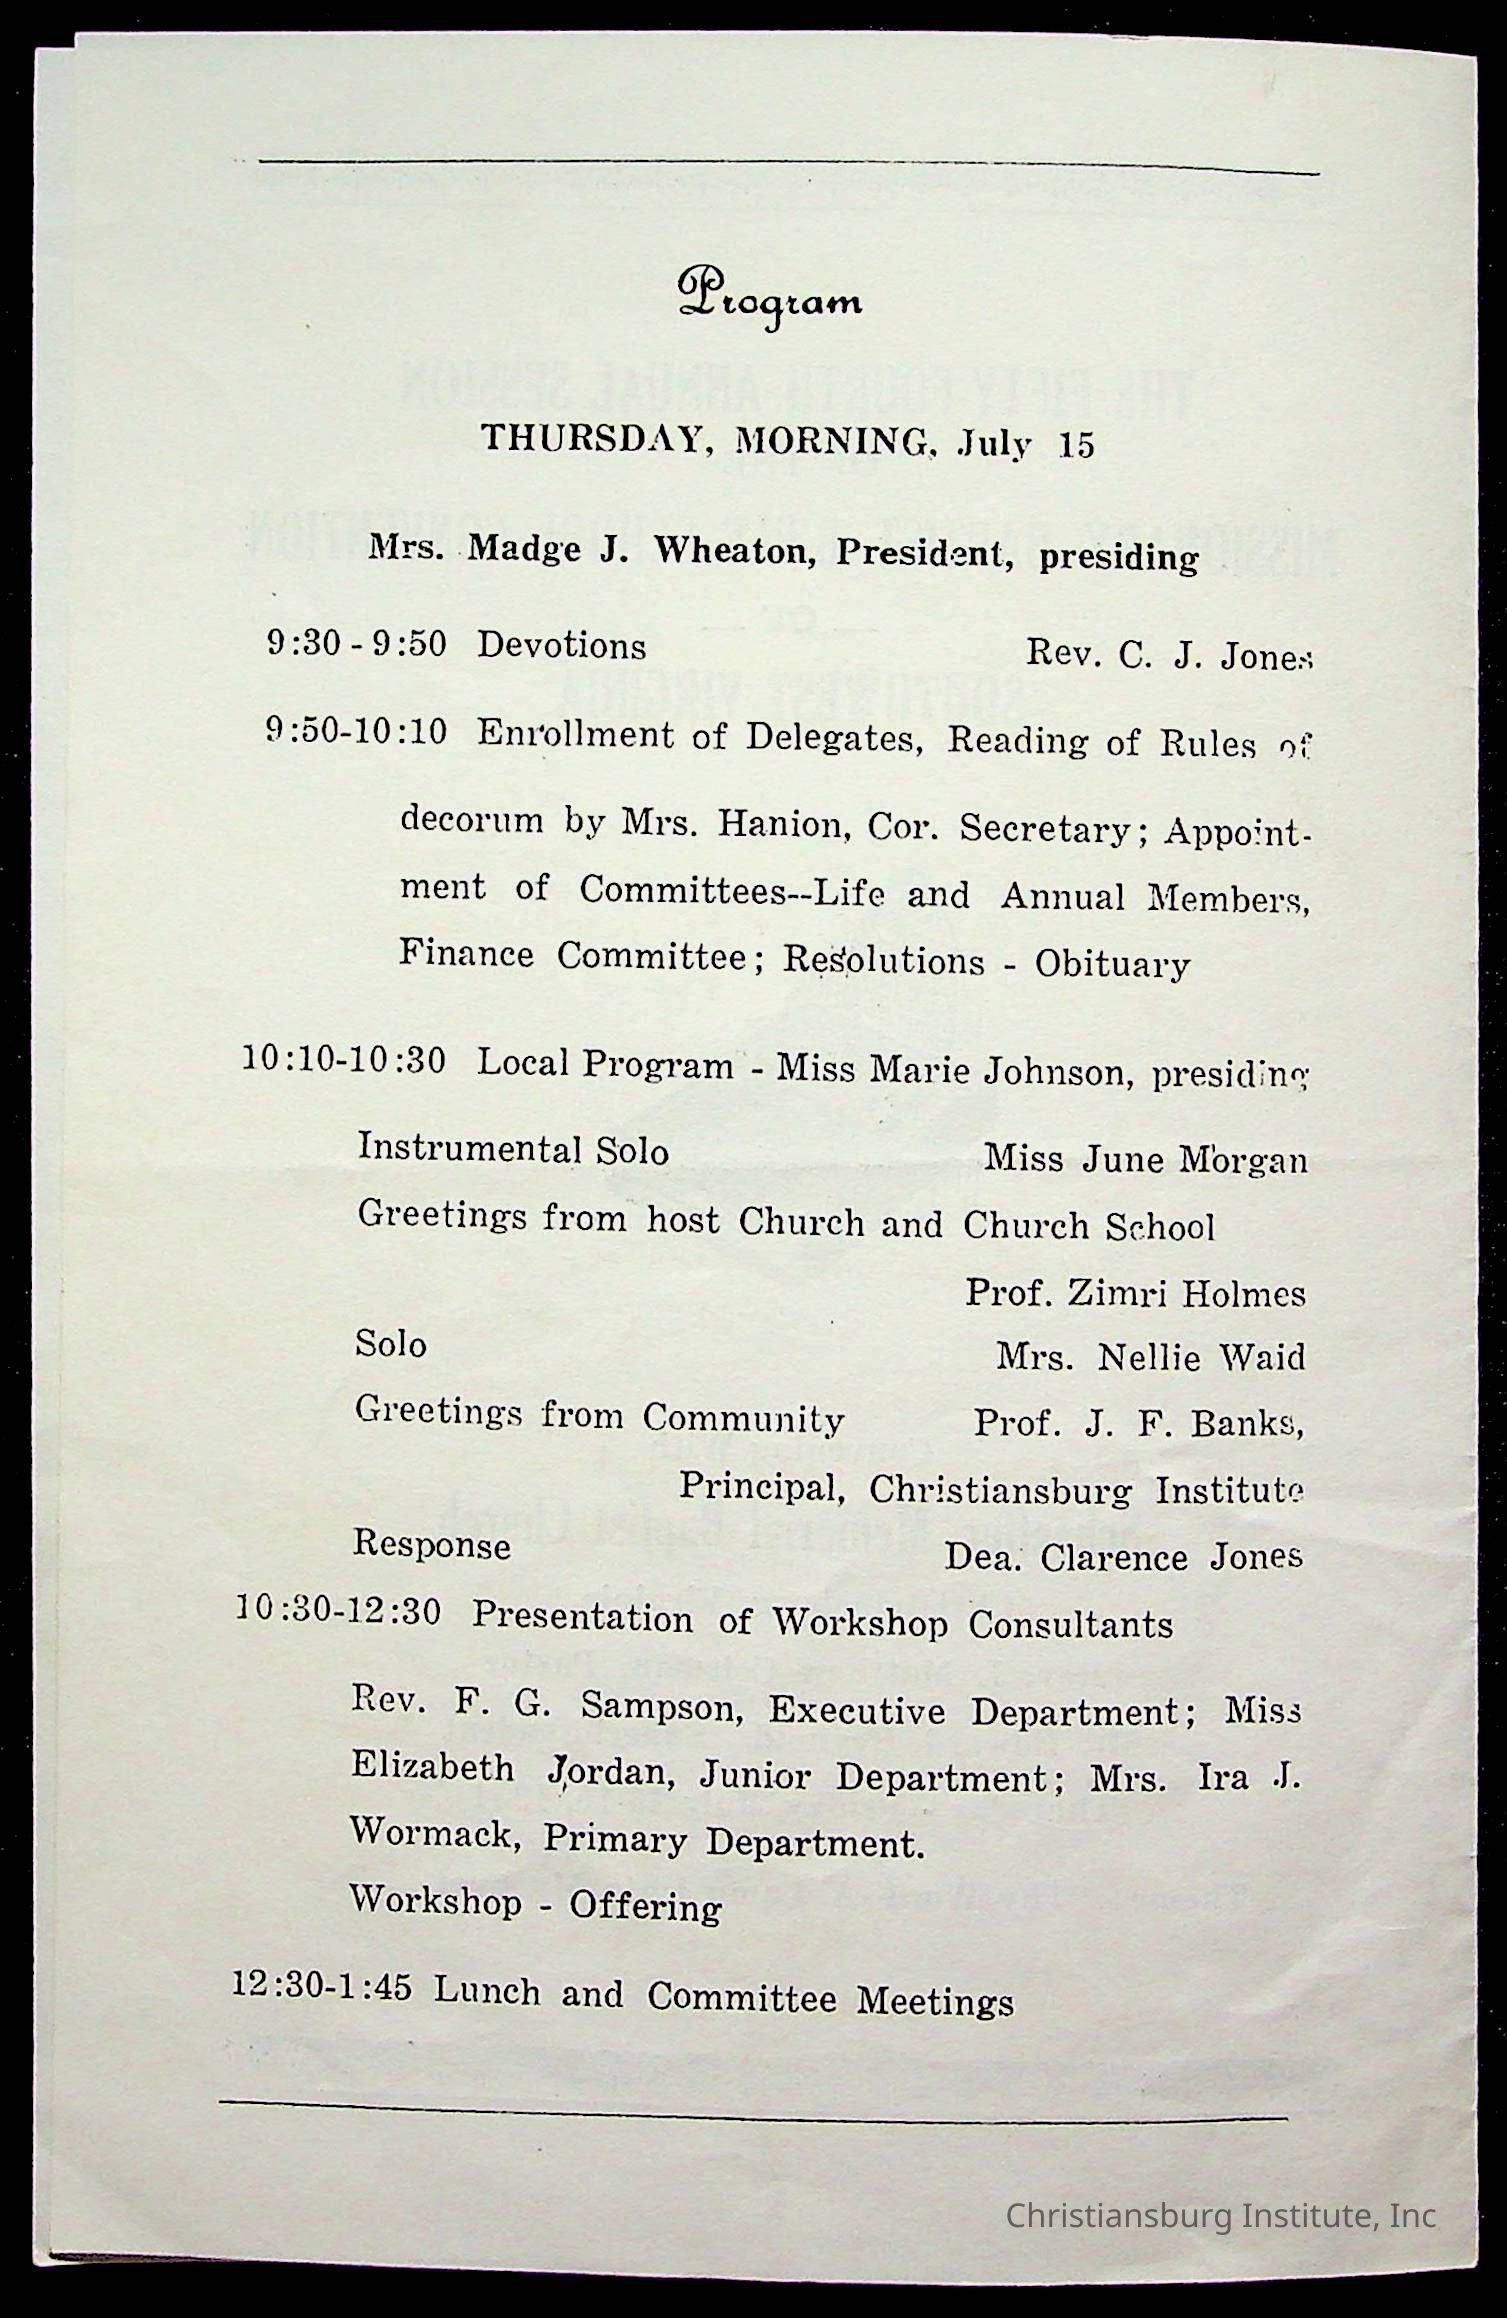 Program
THURSDAY, MORNING, July 15
Mrs. Madge J. Wheaton, President, presiding
9:30 - 9:50 Devotions Rev. C. J. Jones
9:50-10:10 Enrollment of Delegates, Reading of Rules of
decorum by Mrs. Hanion, Cor. Secretary; Appoint-
ment of Committees--Life and Annual Members,
Finance Committee; Resolutions - Obituary
10:10-10:30 Local Program - Miss Marie Johnson, presiding
Instrumental Solo Miss June Morgan
Greetings from host Church and Church School
Prof. Zimri Holmes
Solo Mrs. Nellie Waid
Greetings from Community Prof. J. F. Banks,
Principal, Christiansburg Institute
Response Dea. Clarence Jones
10:30-12:30 Presentation of Workshop Consultants
Rev. F. G. Sampson, Executive Department; Miss
Elizabeth Jordan, Junior Department; Mrs. Ira J.
Wormack, Primary Department.
Workshop - Offering
12:30-1:45 Lunch and Committee Meetings
Christiansburg Institute, Inc